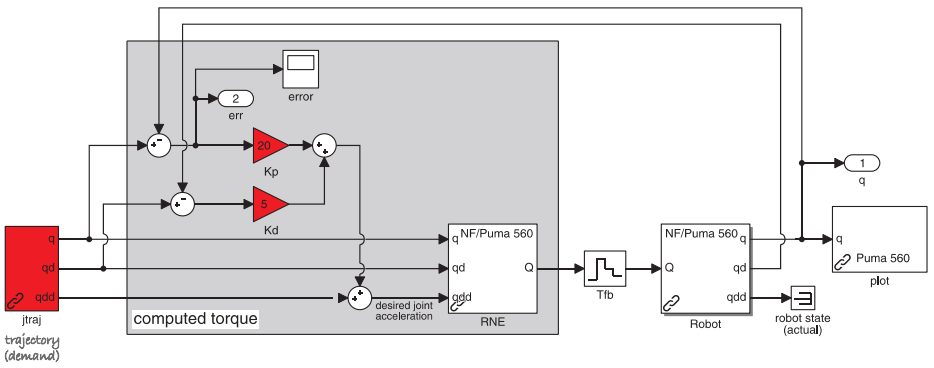 error
2
err
20
Kp
5
Kd
1
q
q
qd
qdd
jtraj
trajectory
(demand)
computed torque
desired joint
acceleration
NF/Puma 560
q
qd
qdd
Q
RNE
Tfb
NF/Puma 560
Q
q
qd
qdd
Robot
robot state
(actual)
q
Puma 560
plot